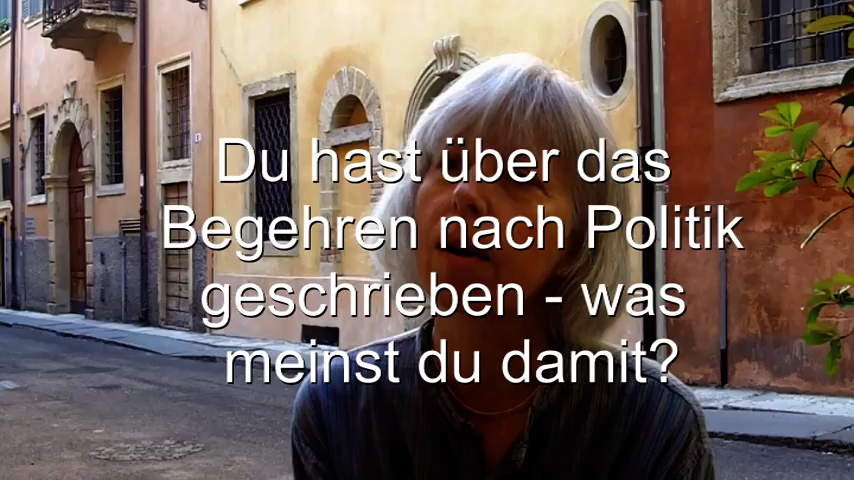 Du hast über das
Begehren nach Politik
geschrieben - was
meinst du damit?